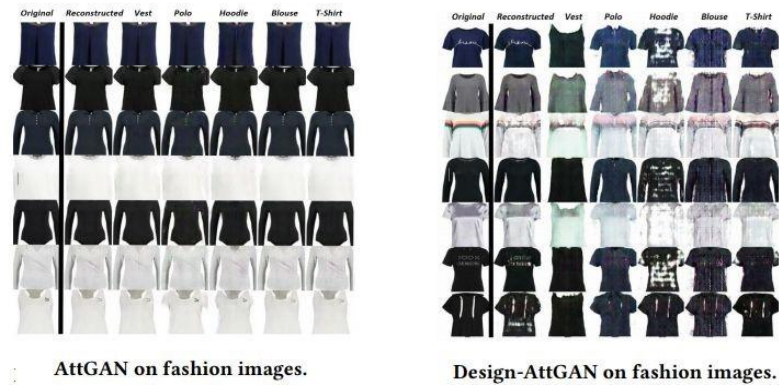 Original Reconstructed Vest Polo Hoodie Blouse T-Shirt
AttGAN on fashion images.
Original Reconstructed Vest Polo Hoodie Blouse T-Shirt
Design-AttGAN on fashion images.